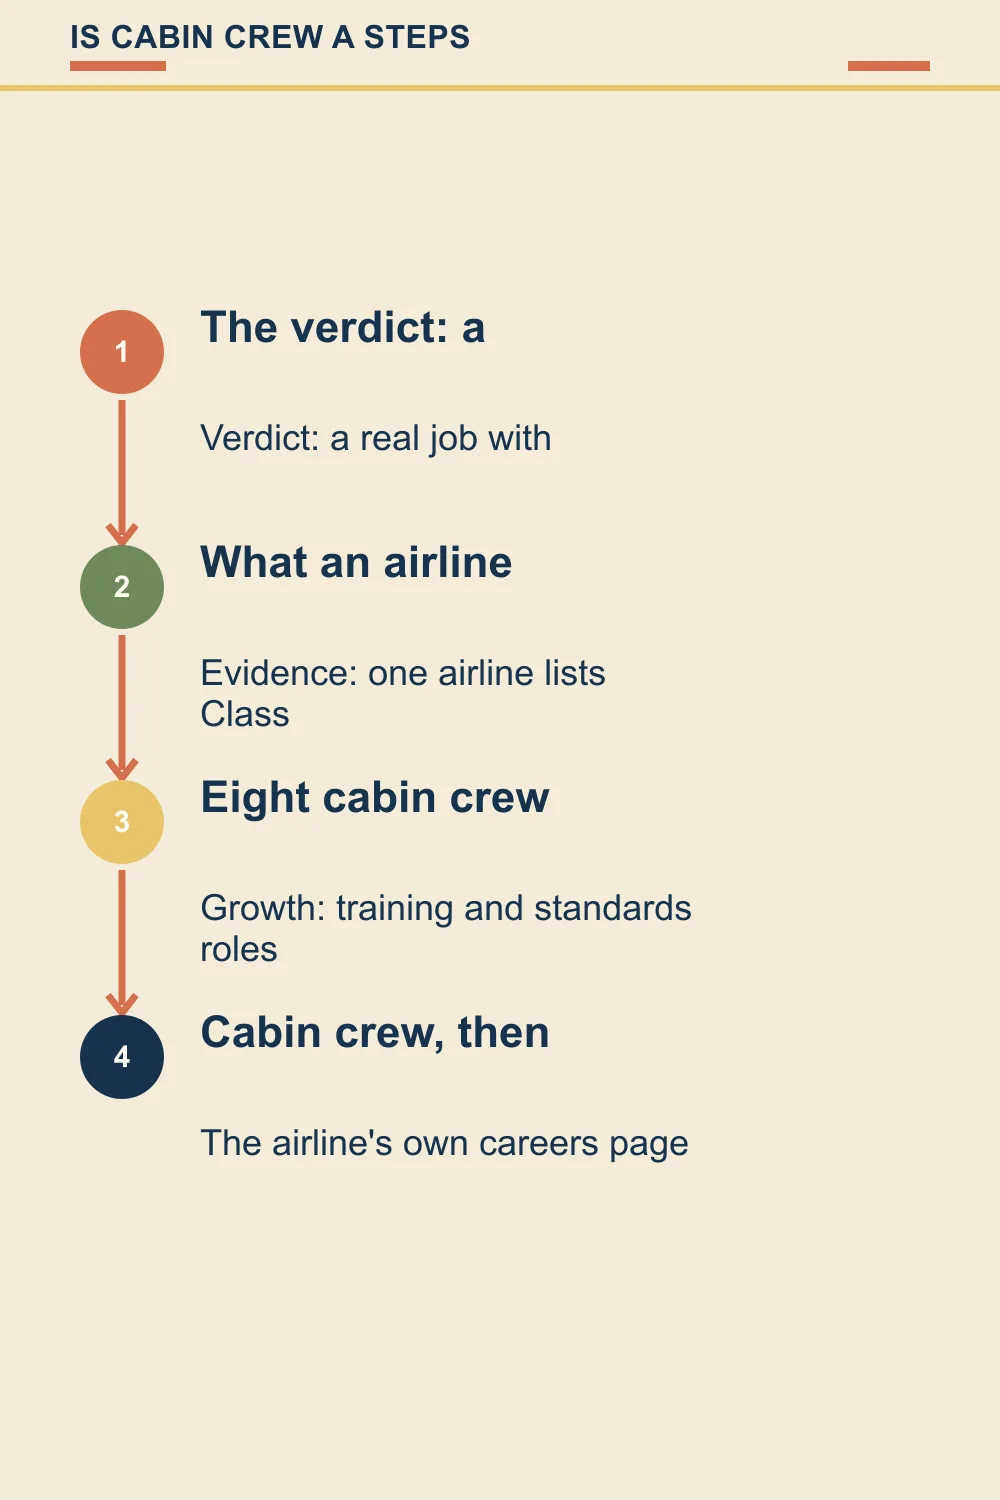 IS CABIN CREW A STEPS
1
The verdict: a
Verdict: a real job with
2
What an airline
Evidence: one airline lists
Class
3
Eight cabin crew
Growth: training and standards
roles
4
Cabin crew, then
The airline's own careers page